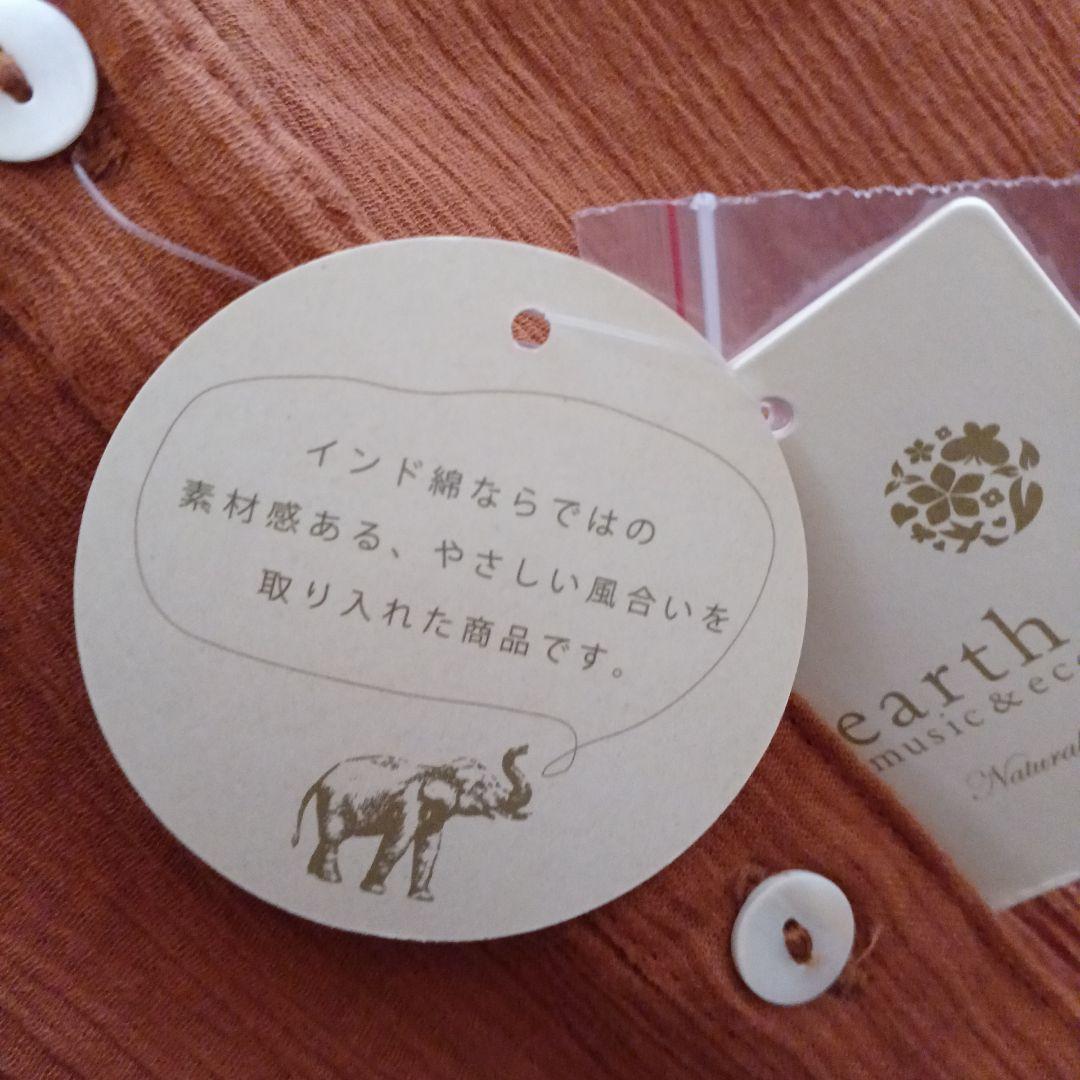 インド綿ならではの
素材感ある、やさしい風合いを
取り入れた商品です。
earth
music & eco
Natural